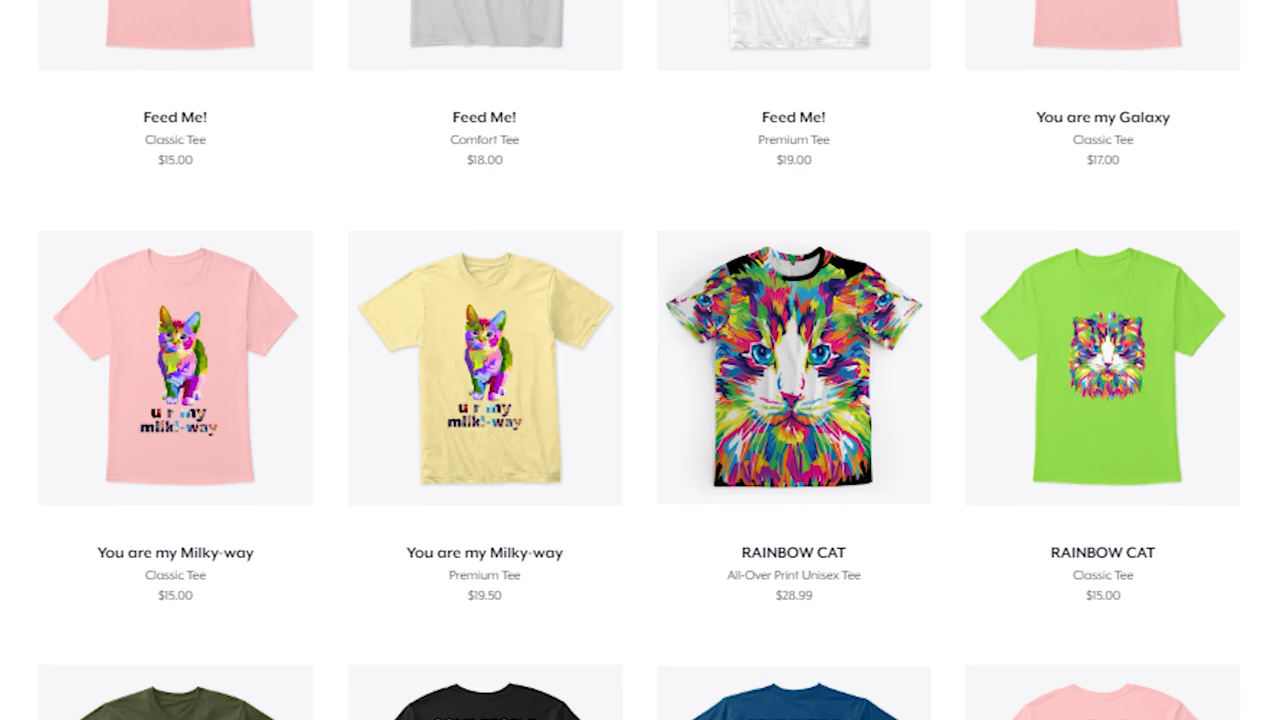 Feed Me!
Classic Tee
$15.00
Feed Me!
Comfort Tee
$18.00
Feed Me!
Premium Tee
$19.00
You are my Galaxy
Classic Tee
$17.00
u r my
milk!-way
u r my
milk!-way
You are my Milky-way
Classic Tee
$15.00
You are my Milky-way
Premium Tee
$19.50
RAINBOW CAT
All-Over Print Unisex Tee
$28.99
RAINBOW CAT
Classic Tee
$15.00